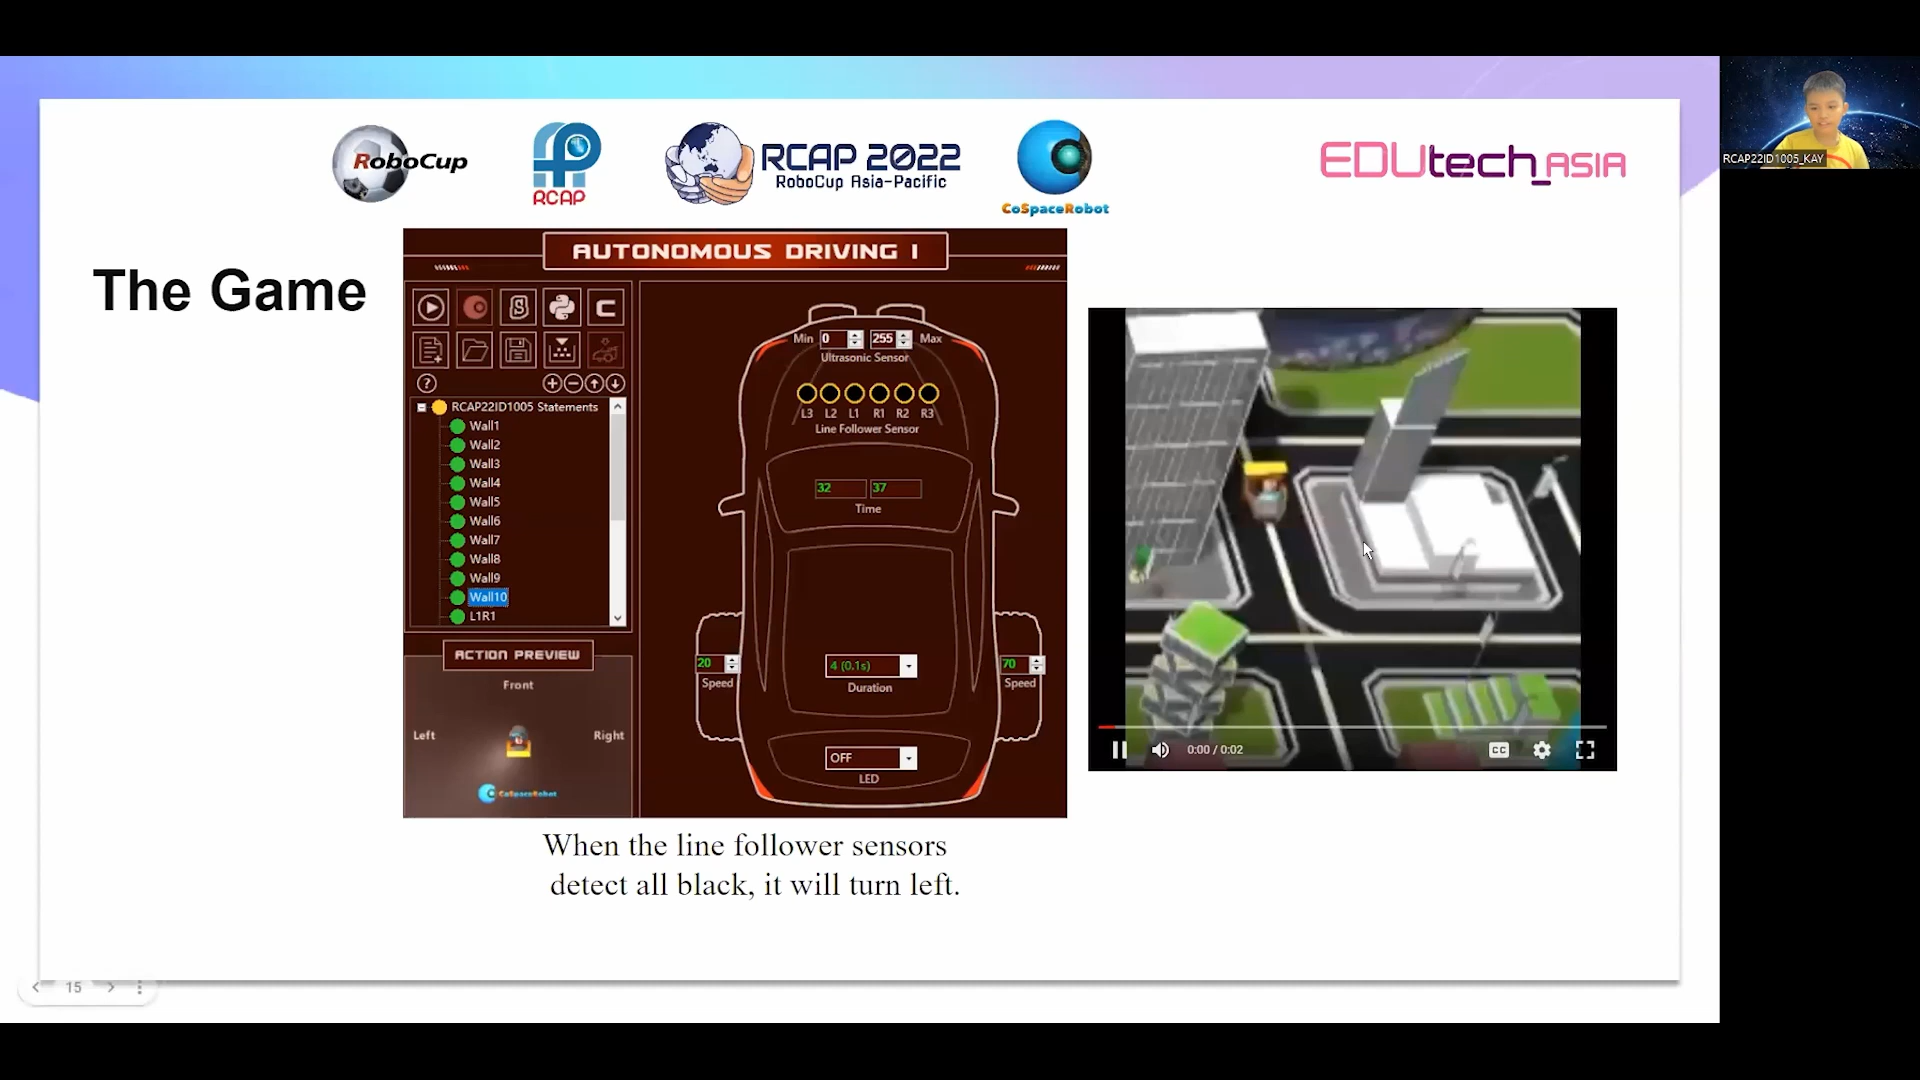 RoboCup
RCAP
RCAP 2022
RoboCup Asia-Pacific
CoSpaceRobot
EDUtech_ASIA
RCAP22ID1005_KAY
The Game
AUTONOMOUS DRIVING I
Min 0 255 Max
Ultrasonic Sensor
L3 L2 L1 R1 R2 R3
Line Follower Sensor
RCAP22ID1005 Statements
Wall1
Wall2
Wall3
Wall4
Wall5
Wall6
Wall7
Wall8
Wall9
Wall10
L1R1
32 37
Time
20
Speed
4 (0.1s)
Duration
70
Speed
OFF
LED
ACTION PREVIEW
Front
Left
Right
CoSpaceRobot
0:00 / 0:02
CC
When the line follower sensors
detect all black, it will turn left.
15